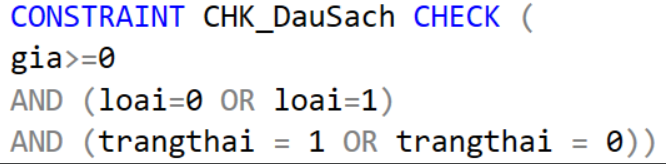 CONSTRAINT CHK_DauSach CHECK (
gia>=0
AND (loai=0 OR loai=1)
AND (trangthai = 1 OR trangthai = 0))